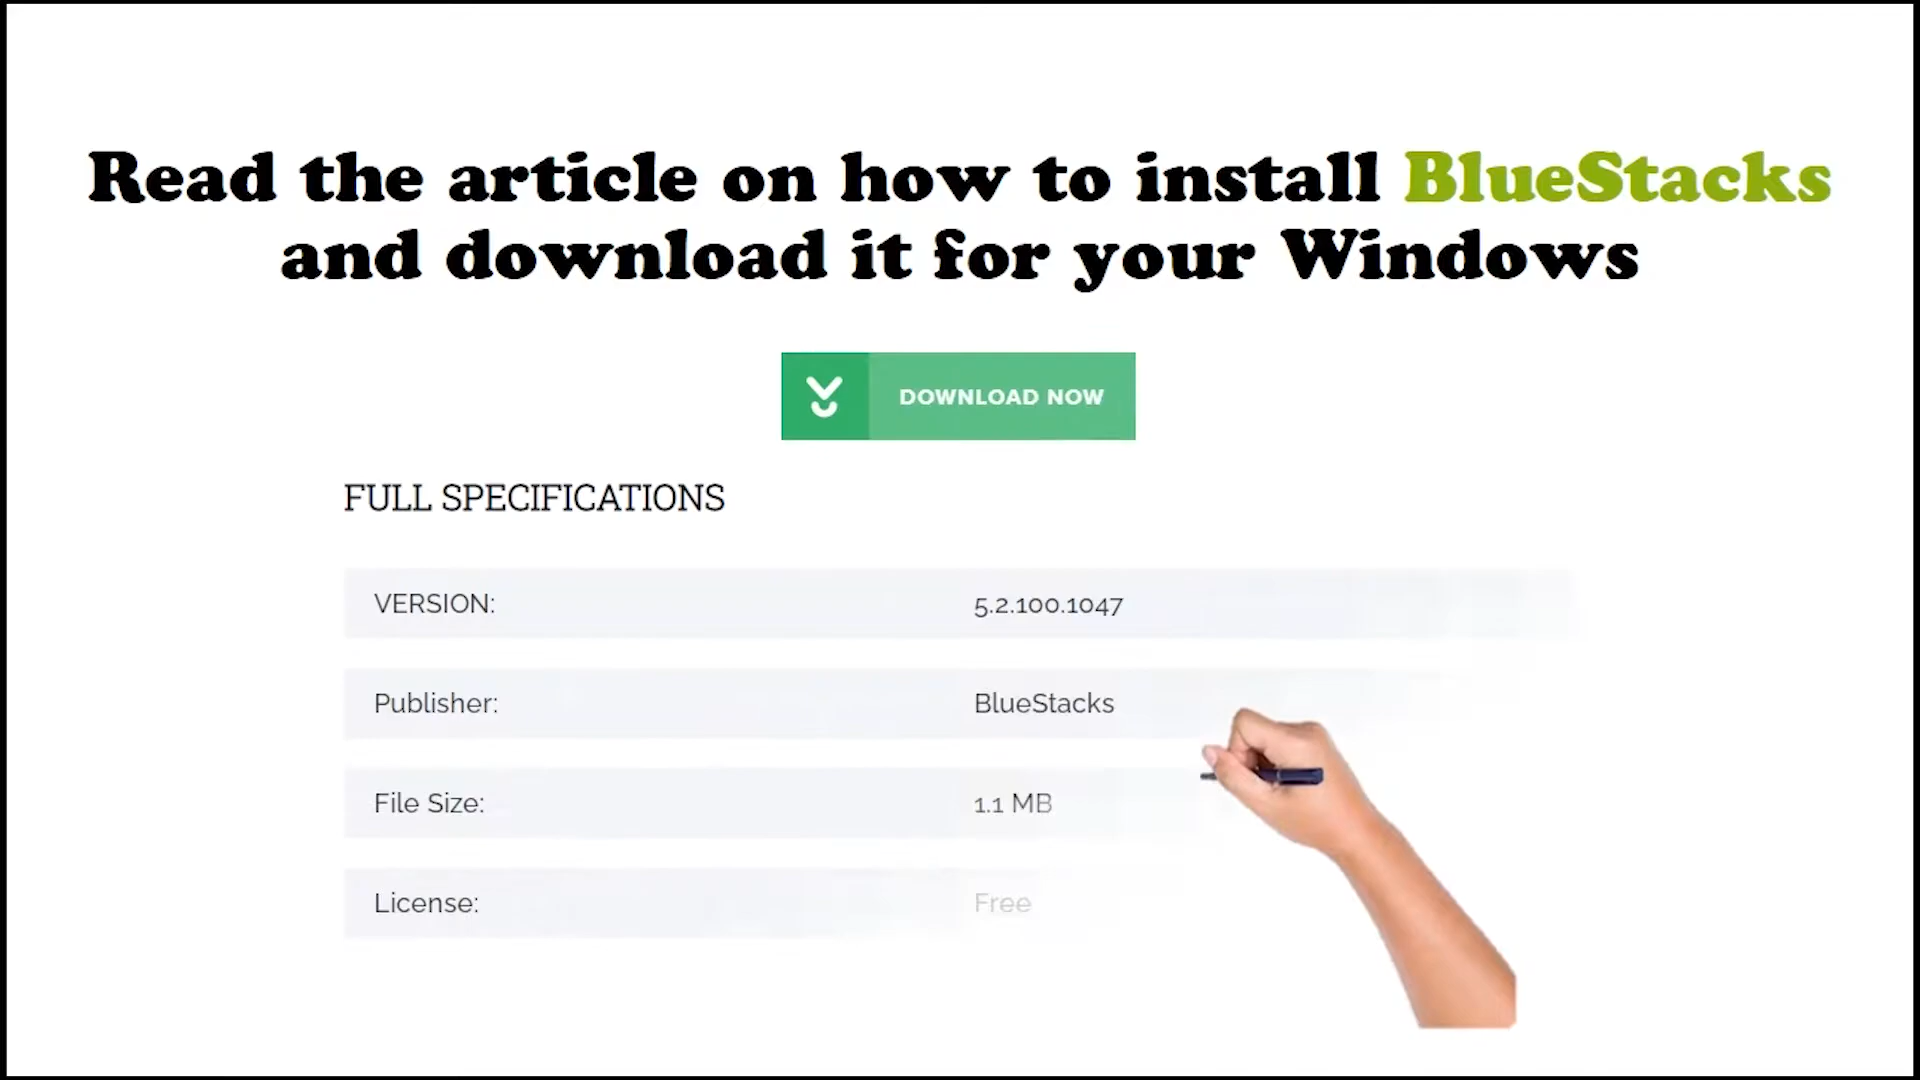 Read the article on how to install BlueStacks
and download it for your Windows
DOWNLOAD NOW
FULL SPECIFICATIONS
VERSION: 5.2.100.1047
Publisher: BlueStacks
File Size: 1.1 MB
License: Free